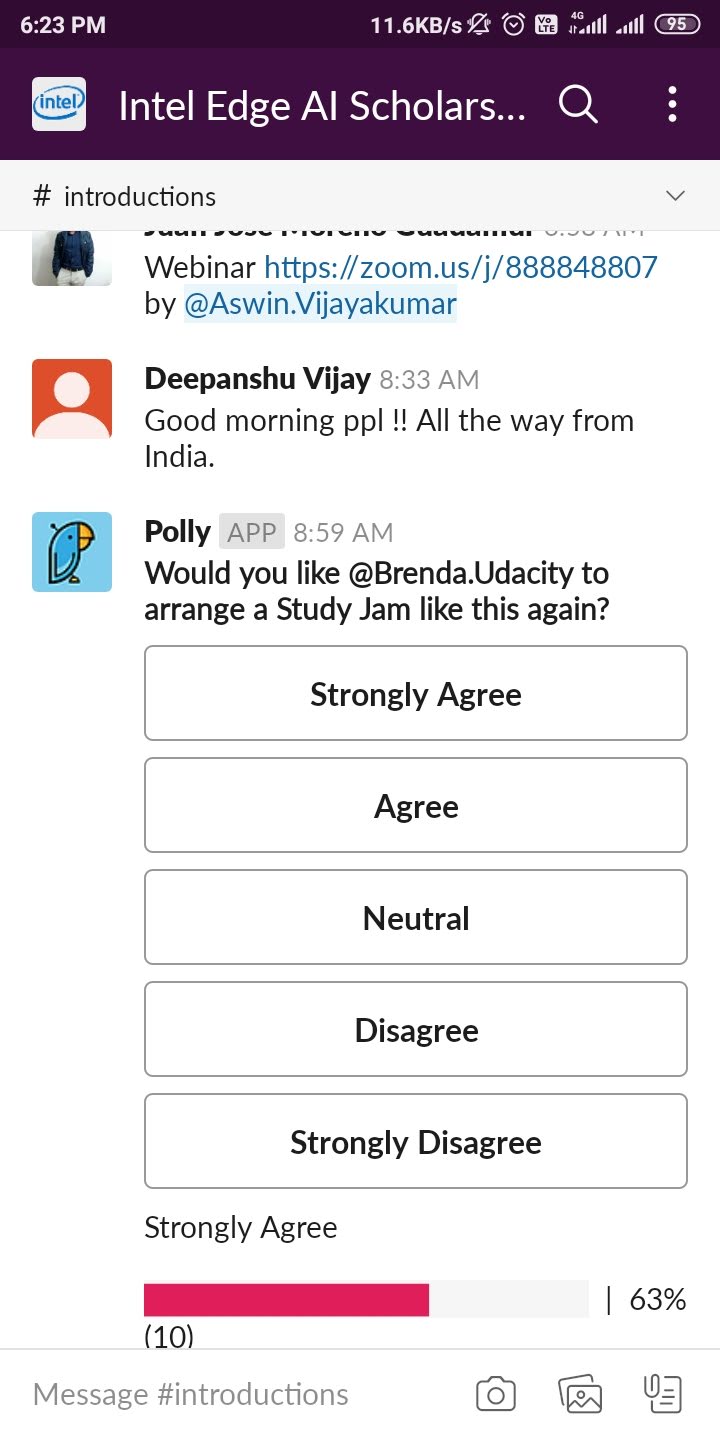 6:23 PM 11.6KB/s Vo LTE 4G 95
intel Intel Edge AI Scholars...
# introductions
Webinar https://zoom.us/j/888848807
by @Aswin.Vijayakumar
Deepanshu Vijay 8:33 AM
Good morning ppl !! All the way from
India.
Polly APP 8:59 AM
Would you like @Brenda.Udacity to
arrange a Study Jam like this again?
Strongly Agree
Agree
Neutral
Disagree
Strongly Disagree
Strongly Agree
| 63%
(10)
Message #introductions